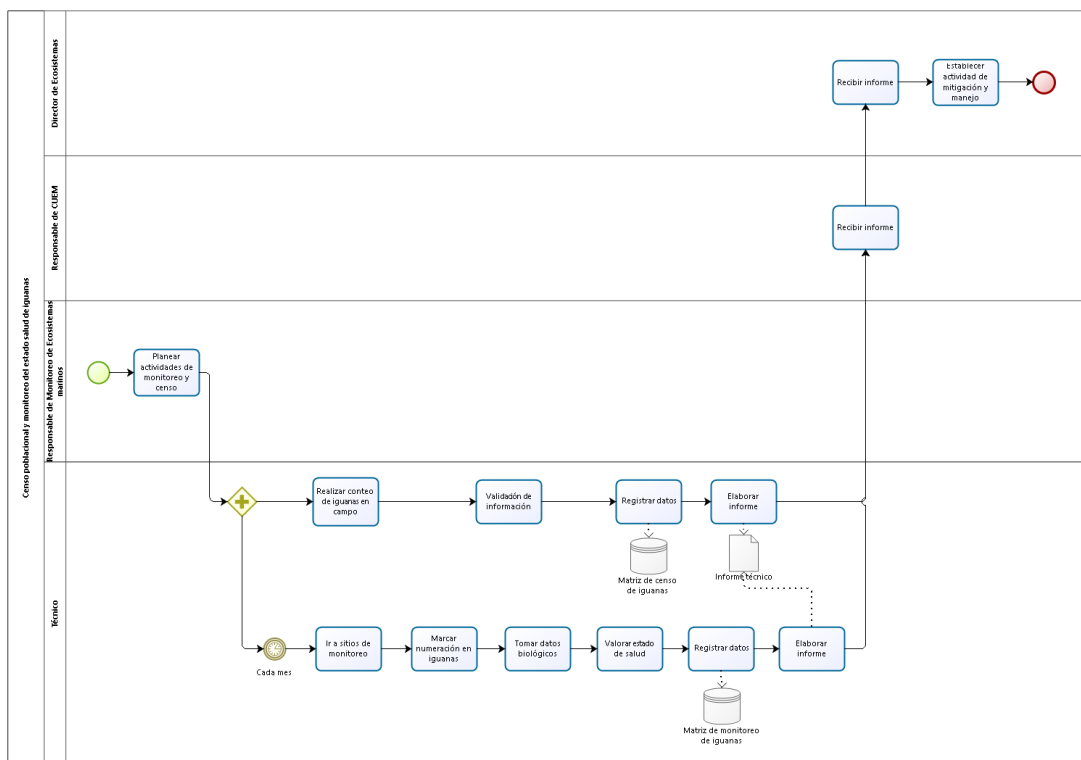 Censo poblacional y monitoreo del estado salud de iguanas
Director de Ecosistemas
Recibir informe
Establecer
actividad de
mitigación y
manejo
Responsable de CUEM
Recibir informe
Responsable de Monitoreo de Ecosistemas
marinos
Planear
actividades de
monitoreo y
censo
Técnico
Realizar conteo
de iguanas en
campo
Validación de
información
Registrar datos
Elaborar
informe
Matriz de censo
de iguanas
Informe técnico
Cada mes
Ir a sitios de
monitoreo
Marcar
numeración en
iguanas
Tomar datos
biológicos
Valorar estado
de salud
Registrar datos
Elaborar
informe
Matriz de monitoreo
de iguanas